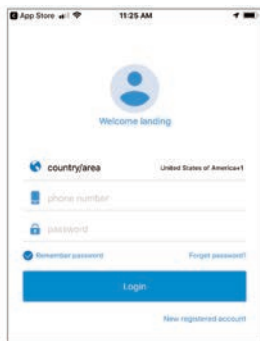 App Store 11:25 AM
Welcome landing
country/area United States of America+1
phone number
password
Remember password Forget password?
Login
New registered account